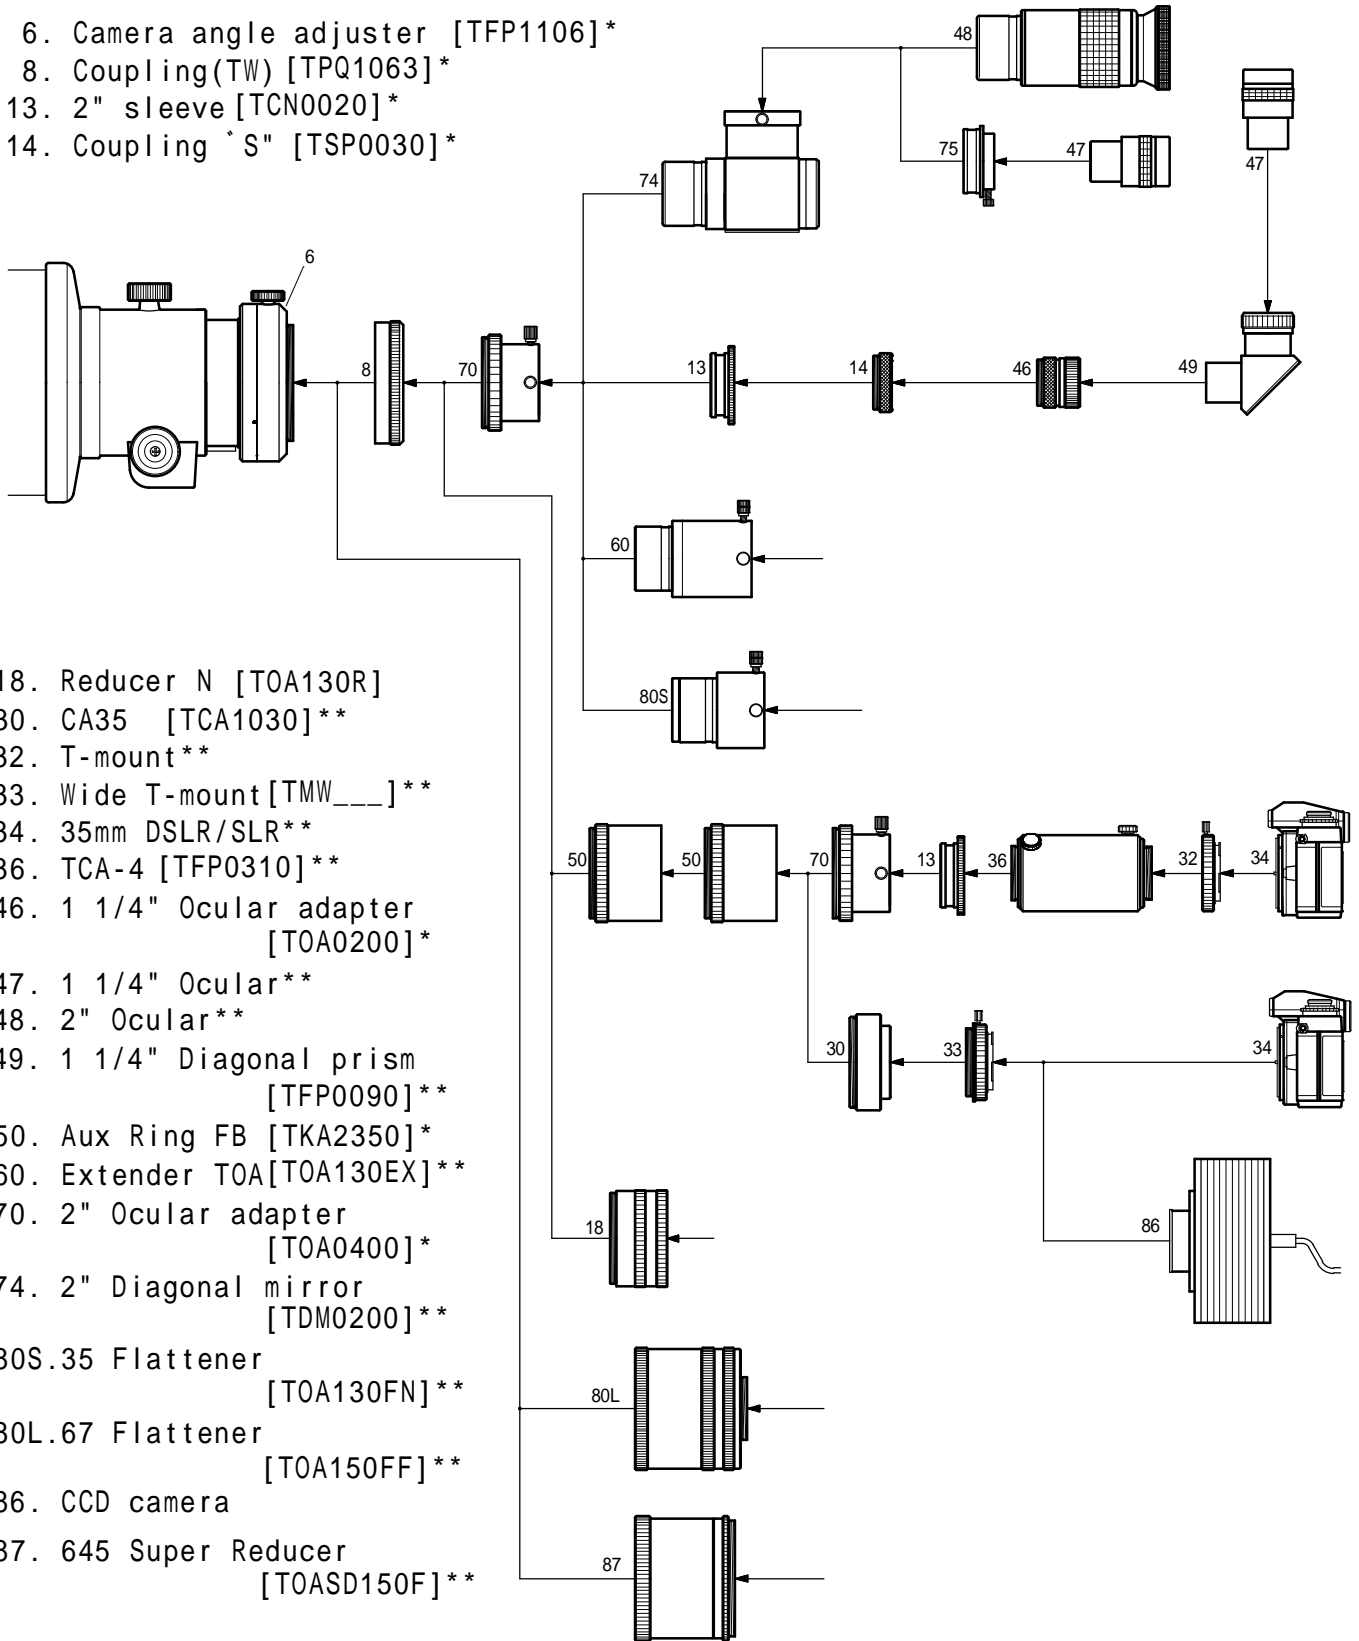 6. Camera angle adjuster [TFP1106]*
8. Coupling(TW) [TPQ1063]*
13. 2" sleeve [TCN0020]*
14. Coupling ゛S" [TSP0030]*
48
47
75
47
74
6
8
70
13
14
46
49
60
80S
18. Reducer N [TOA130R]
30. CA35 [TCA1030]**
32. T-mount**
33. Wide T-mount[TMW___]**
34. 35mm DSLR/SLR**
36. TCA-4 [TFP0310]**
46. 1 1/4" Ocular adapter
[TOA0200]*
47. 1 1/4" Ocular**
48. 2" Ocular**
49. 1 1/4" Diagonal prism
[TFP0090]**
50. Aux Ring FB [TKA2350]*
60. Extender TOA[TOA130EX]**
70. 2" Ocular adapter
[TOA0400]*
74. 2" Diagonal mirror
[TDM0200]**
80S.35 Flattener
[TOA130FN]**
80L.67 Flattener
[TOA150FF]**
86. CCD camera
87. 645 Super Reducer
[TOASD150F]**
50
50
70
13
36
32
34
30
33
34
18
86
80L
87